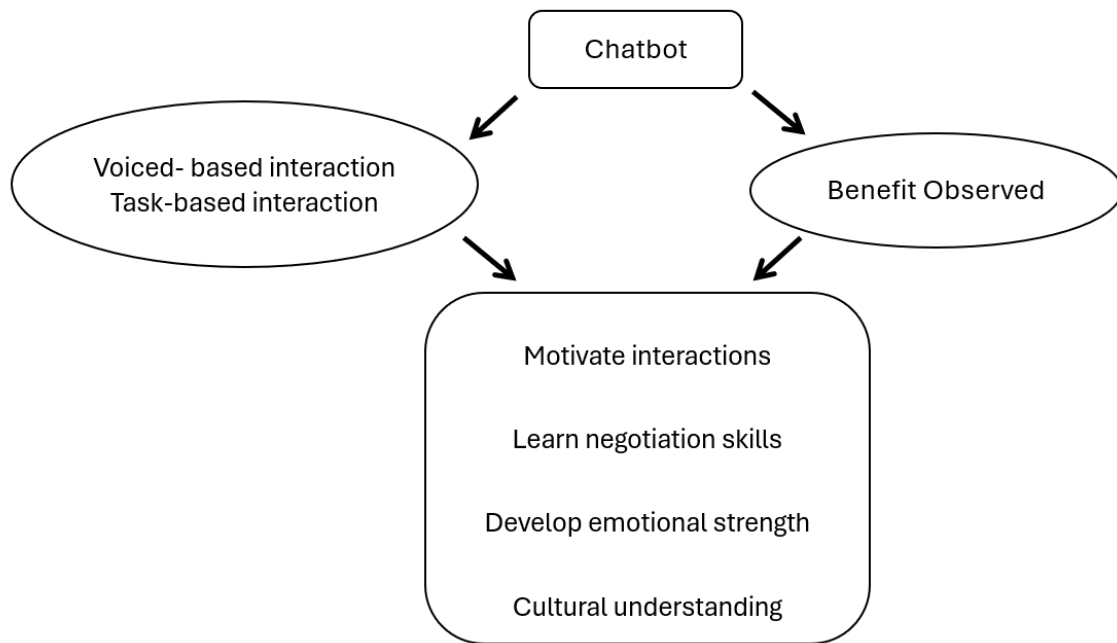 Chatbot
Voiced- based interaction
Task-based interaction
Benefit Observed
Motivate interactions
Learn negotiation skills
Develop emotional strength
Cultural understanding